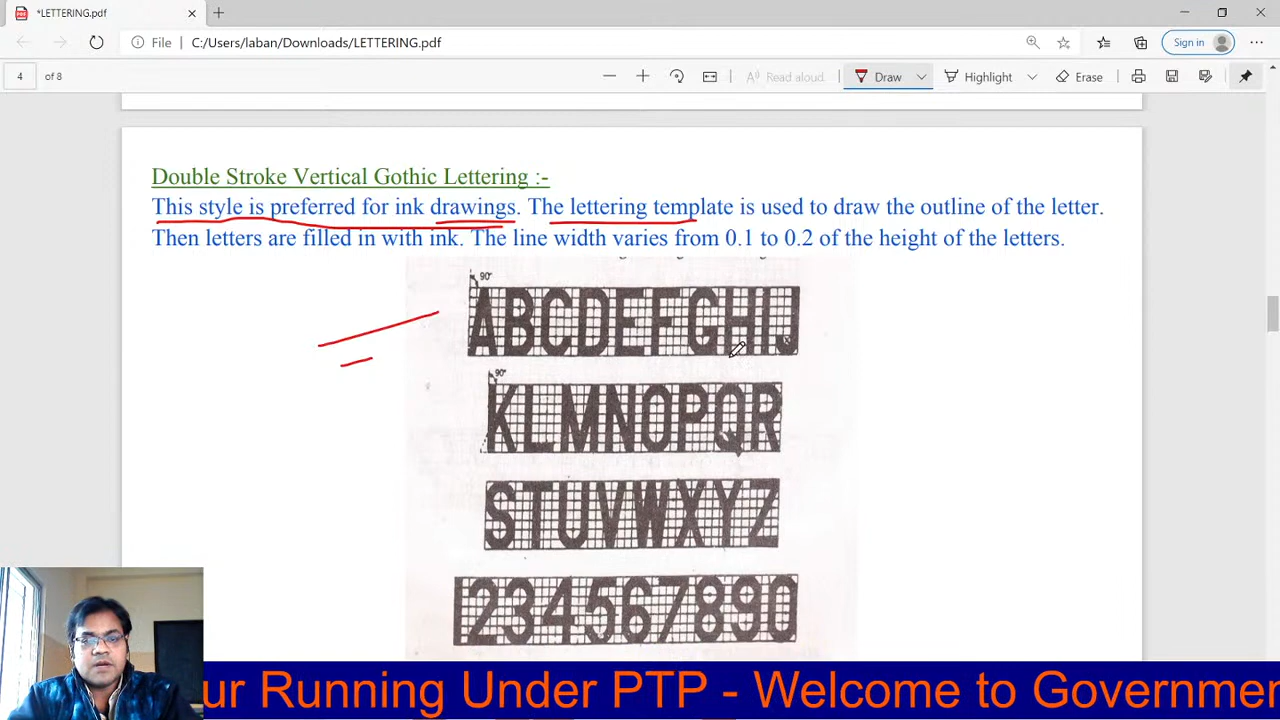 *LETTERING.pdf
File C:/Users/laban/Downloads/LETTERING.pdf
Sign in
4 of 8
Read aloud
Draw
Highlight
Erase
Double Stroke Vertical Gothic Lettering :-
This style is preferred for ink drawings. The lettering template is used to draw the outline of the letter.
Then letters are filled in with ink. The line width varies from 0.1 to 0.2 of the height of the letters.
90°
ABCDEFGHIJ
90°
KLMNOPQR
STUVWXYZ
1234567890
ur Running Under PTP - Welcome to Governmen